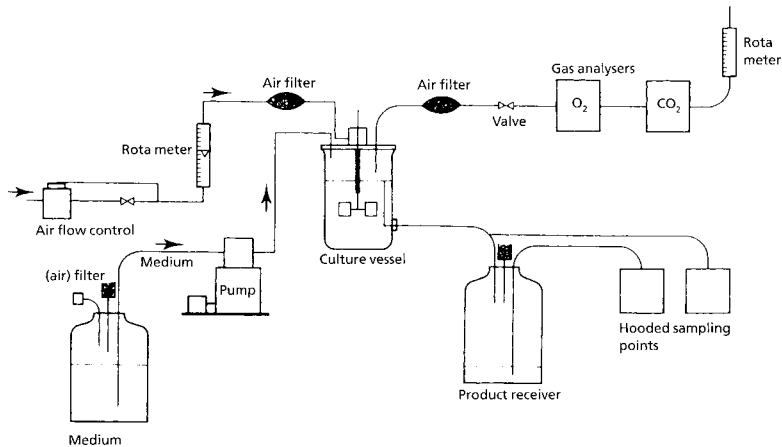 Rota
meter
Gas analysers
Air filter
Air filter
O₂
CO₂
Valve
Rota meter
Air flow control
Culture vessel
Medium
(air) filter
Pump
Hooded sampling
points
Product receiver
Medium